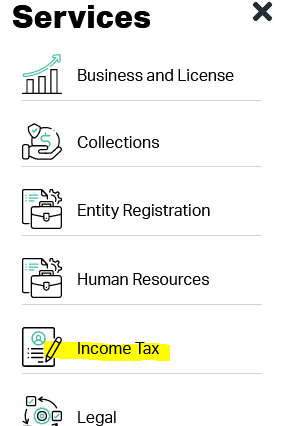 Services
Business and License
Collections
Entity Registration
Human Resources
Income Tax
Legal